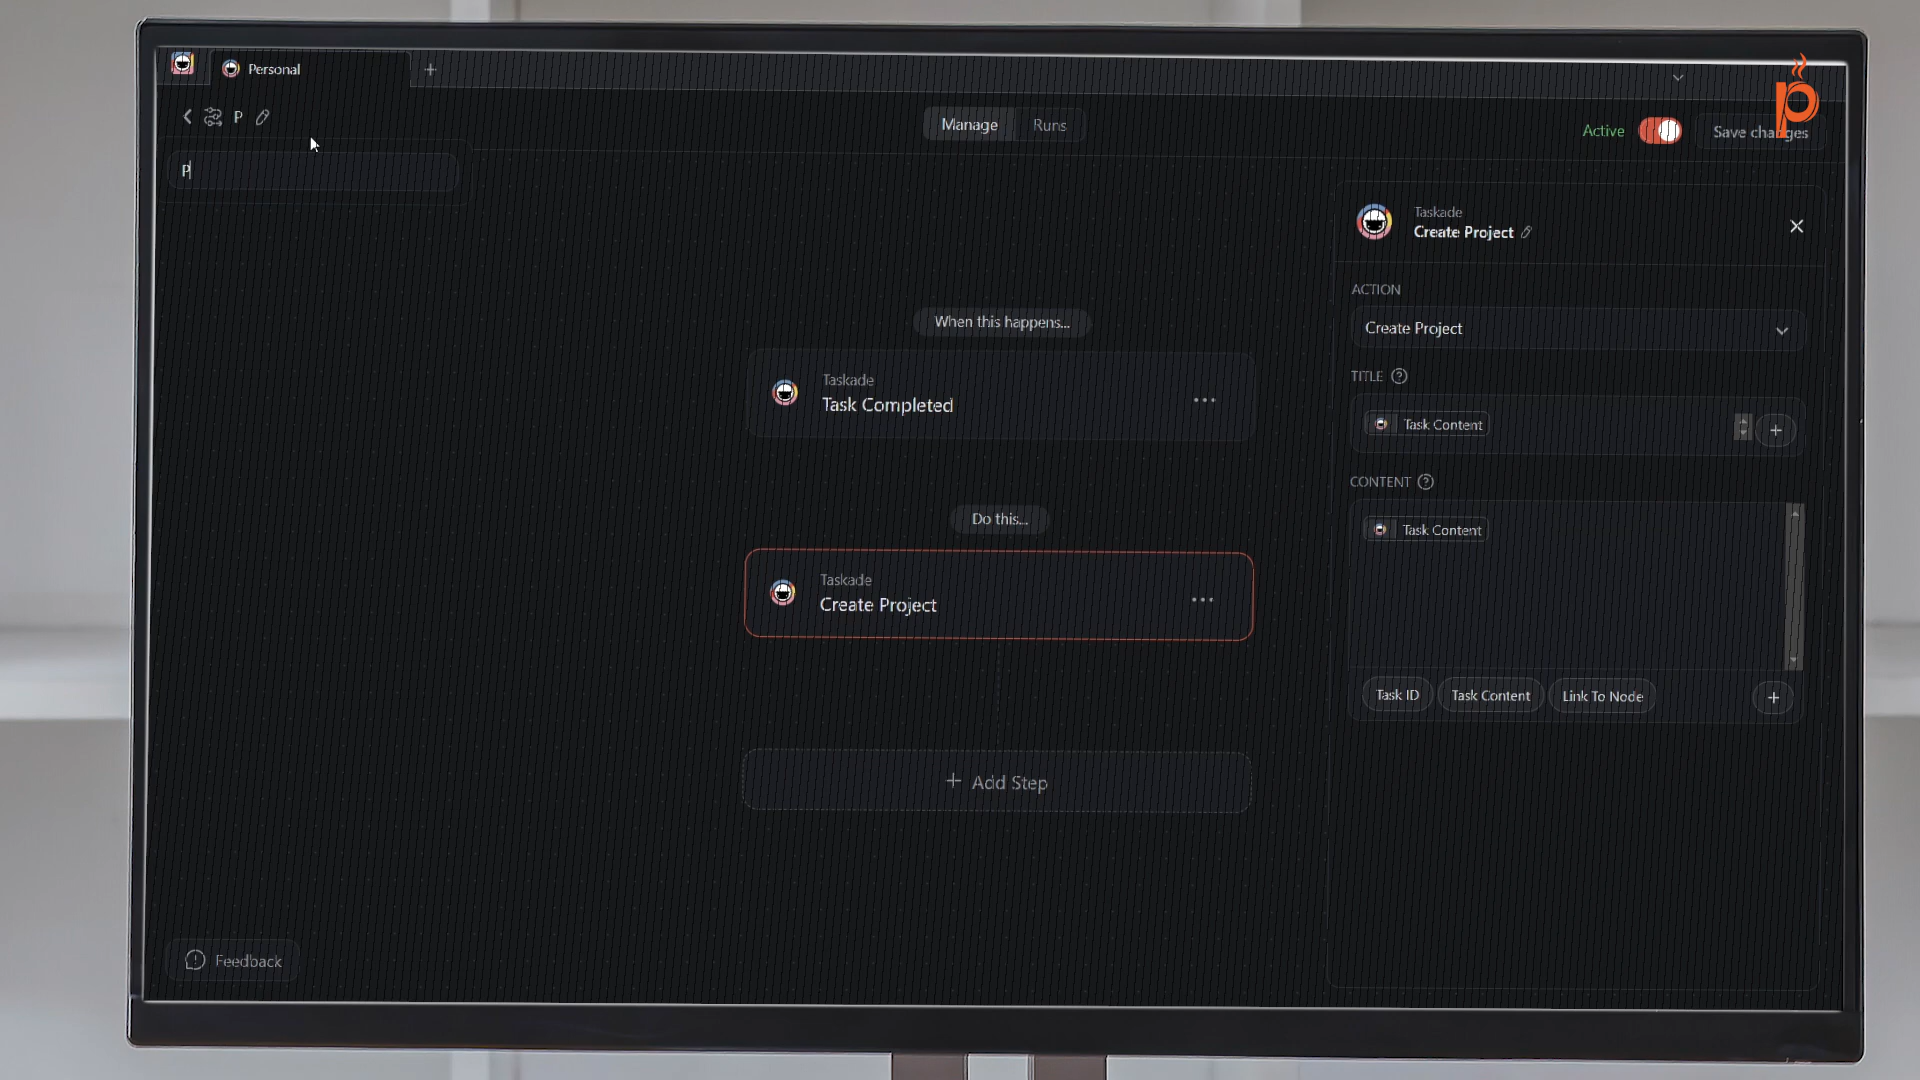 Personal
P
Manage
Runs
Active
Save changes
P
Taskade
Create Project
ACTION
Create Project
TITLE
Task Content
CONTENT
Task Content
Task ID
Task Content
Link To Node
When this happens...
Taskade
Task Completed
Do this...
Taskade
Create Project
Add Step
Feedback